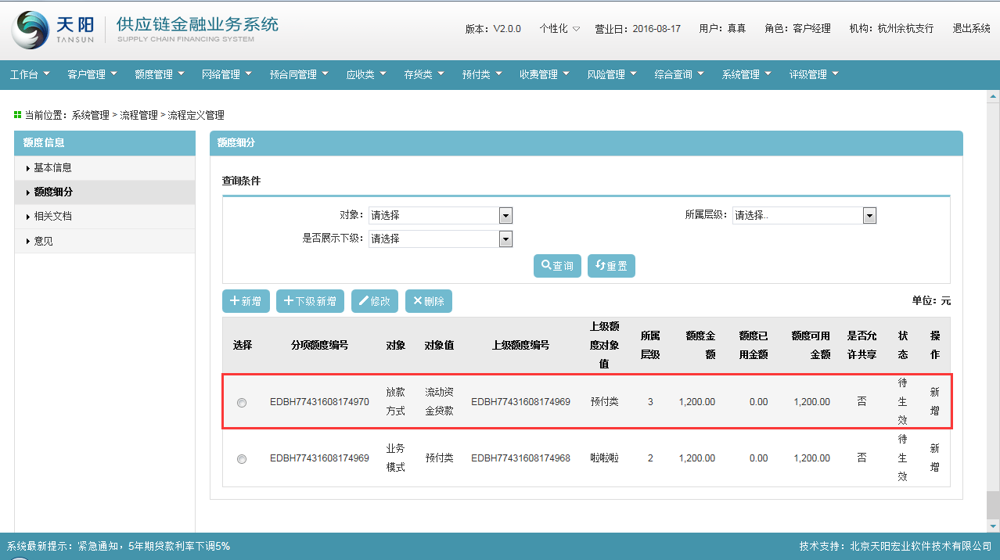 天阳 供应链金融业务系统
TANSUN SUPPLY CHAIN FINANCING SYSTEM
版本：V2.0.0 个性化 营业日：2016-08-17 用户：真真 角色：客户经理 机构：杭州余杭支行 退出系统
工作台 客户管理 额度管理 网络管理 预合同管理 应收类 存货类 预付类 收费管理 风险管理 综合查询 系统管理 评级管理
当前位置：系统管理 > 流程管理 > 流程定义管理
额度信息
基本信息
额度细分
相关文档
意见
额度细分
查询条件
对象：请选择 所属层级：请选择..
是否展示下级：请选择
查询 重置
新增 下级新增 修改 删除 单位：元
选择 分项额度编号 对象 对象值 上级额度编号 上级额度对象值 所属层级 额度金额 额度已用金额 额度可用金额 是否允许共享 状态 操作
EDBH77431608174970 放款方式 流动资金贷款 EDBH77431608174969 预付类 3 1,200.00 0.00 1,200.00 否 待生效 新增
EDBH77431608174969 业务模式 预付类 EDBH77431608174968 啦啦啦 2 1,200.00 0.00 1,200.00 否 待生效 新增
系统最新提示：紧急通知，5年期贷款利率下调5% 技术支持：北京天阳宏业软件技术有限公司